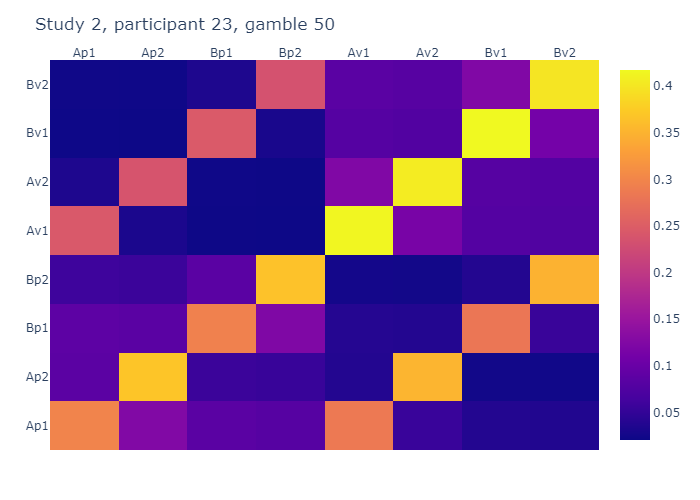 Study 2, participant 23, gamble 50
Ap1 Ap2 Bp1 Bp2 Av1 Av2 Bv1 Bv2
Bv2
Bv1
Av2
Av1
Bp2
Bp1
Ap2
Ap1
0.4
0.35
0.3
0.25
0.2
0.15
0.1
0.05